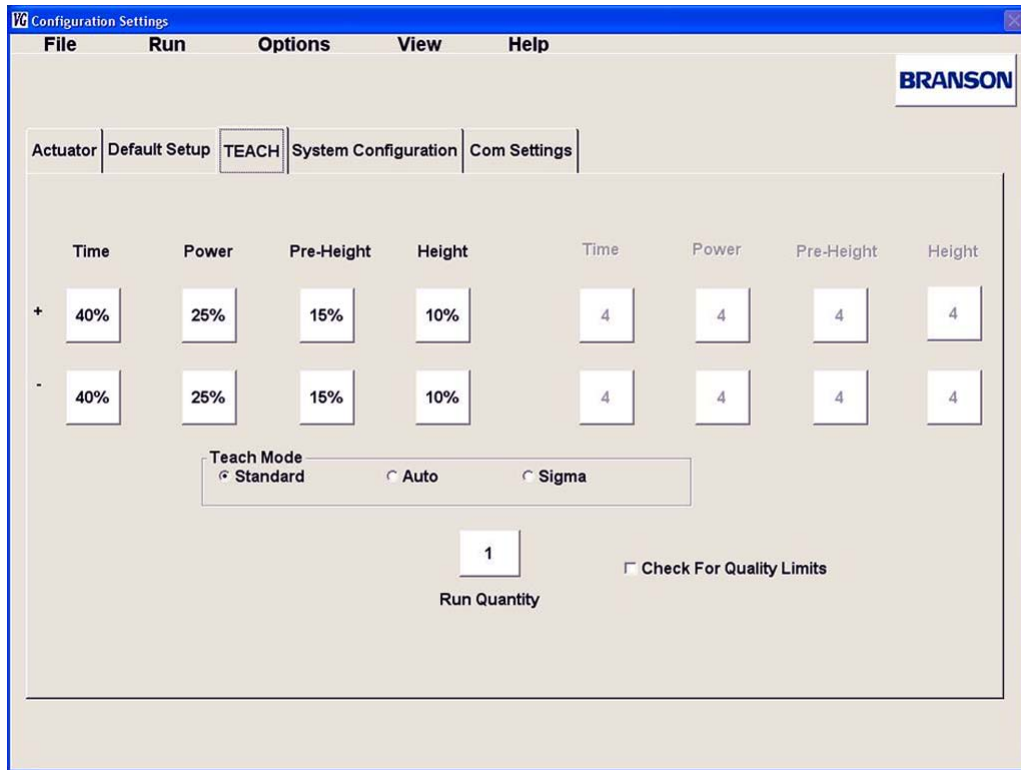 VG Configuration Settings
File Run Options View Help
BRANSON
Actuator Default Setup TEACH System Configuration Com Settings
Time Power Pre-Height Height Time Power Pre-Height Height
+ 40% 25% 15% 10% 4 4 4 4
- 40% 25% 15% 10% 4 4 4 4
Teach Mode
Standard Auto Sigma
1
Check For Quality Limits
Run Quantity